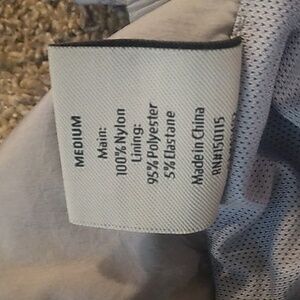 MEDIUM
Main:
100% Nylon
Lining:
95% Polyester
5% Elastane
Made in China
RN#150115